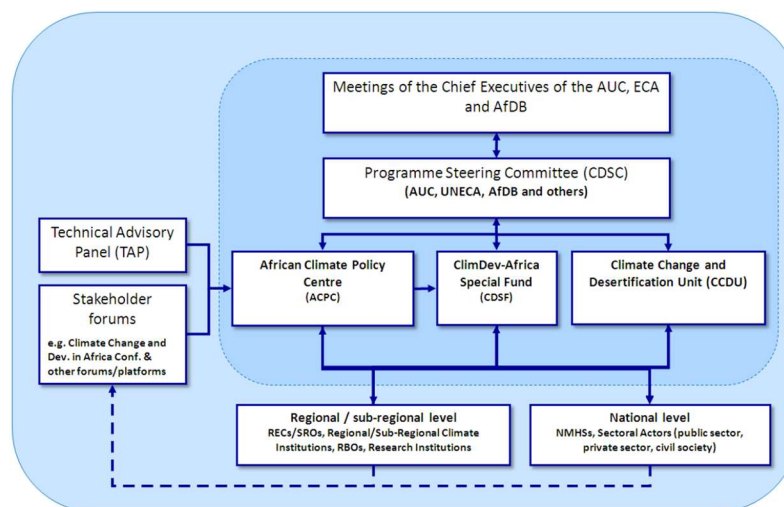 Meetings of the Chief Executives of the AUC, ECA
and AfDB
Programme Steering Committee (CDSC)
(AUC, UNECA, AfDB and others)
Technical Advisory
Panel (TAP)
African Climate Policy
Centre
(ACPC)
ClimDev-Africa
Special Fund
(CDSF)
Climate Change and
Desertification Unit (CCDU)
Stakeholder
forums
e.g. Climate Change and
Dev. in Africa Conf. &
other forums/platforms
Regional / sub-regional level
RECs/SROs, Regional/Sub-Regional Climate
Institutions, RBOs, Research Institutions
National level
NMHSs, Sectoral Actors (public sector,
private sector, civil society)